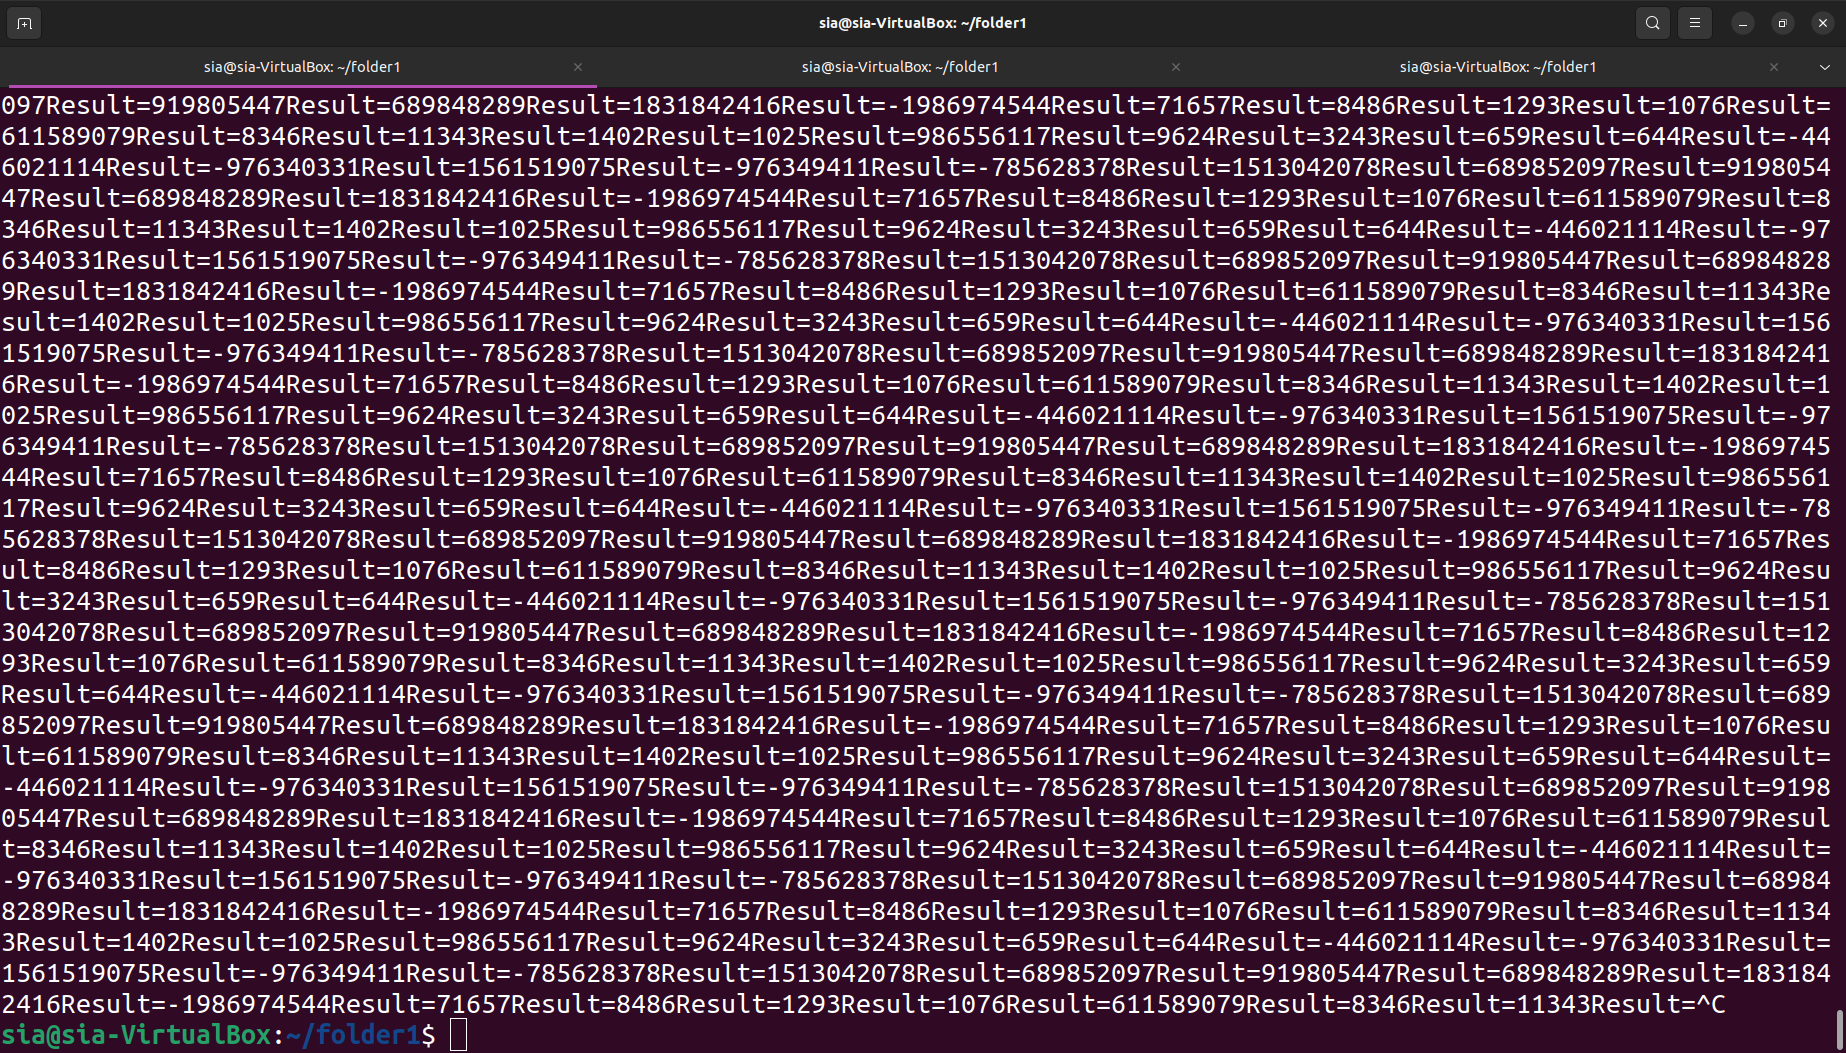 sia@sia-VirtualBox: ~/folder1
sia@sia-VirtualBox: ~/folder1 sia@sia-VirtualBox: ~/folder1 sia@sia-VirtualBox: ~/folder1
097Result=919805447Result=689848289Result=1831842416Result=-1986974544Result=71657Result=8486Result=1293Result=1076Result=
611589079Result=8346Result=11343Result=1402Result=1025Result=986556117Result=9624Result=3243Result=659Result=644Result=-44
6021114Result=-976340331Result=1561519075Result=-976349411Result=-785628378Result=1513042078Result=689852097Result=9198054
47Result=689848289Result=1831842416Result=-1986974544Result=71657Result=8486Result=1293Result=1076Result=611589079Result=8
346Result=11343Result=1402Result=1025Result=986556117Result=9624Result=3243Result=659Result=644Result=-446021114Result=-97
6340331Result=1561519075Result=-976349411Result=-785628378Result=1513042078Result=689852097Result=919805447Result=68984828
9Result=1831842416Result=-1986974544Result=71657Result=8486Result=1293Result=1076Result=611589079Result=8346Result=11343Re
sult=1402Result=1025Result=986556117Result=9624Result=3243Result=659Result=644Result=-446021114Result=-976340331Result=156
1519075Result=-976349411Result=-785628378Result=1513042078Result=689852097Result=919805447Result=689848289Result=183184241
6Result=-1986974544Result=71657Result=8486Result=1293Result=1076Result=611589079Result=8346Result=11343Result=1402Result=1
025Result=986556117Result=9624Result=3243Result=659Result=644Result=-446021114Result=-976340331Result=1561519075Result=-97
6349411Result=-785628378Result=1513042078Result=689852097Result=919805447Result=689848289Result=1831842416Result=-19869745
44Result=71657Result=8486Result=1293Result=1076Result=611589079Result=8346Result=11343Result=1402Result=1025Result=9865561
17Result=9624Result=3243Result=659Result=644Result=-446021114Result=-976340331Result=1561519075Result=-976349411Result=-78
5628378Result=1513042078Result=689852097Result=919805447Result=689848289Result=1831842416Result=-1986974544Result=71657Res
ult=8486Result=1293Result=1076Result=611589079Result=8346Result=11343Result=1402Result=1025Result=986556117Result=9624Resu
lt=3243Result=659Result=644Result=-446021114Result=-976340331Result=1561519075Result=-976349411Result=-785628378Result=151
3042078Result=689852097Result=919805447Result=689848289Result=1831842416Result=-1986974544Result=71657Result=8486Result=12
93Result=1076Result=611589079Result=8346Result=11343Result=1402Result=1025Result=986556117Result=9624Result=3243Result=659
Result=644Result=-446021114Result=-976340331Result=1561519075Result=-976349411Result=-785628378Result=1513042078Result=689
852097Result=919805447Result=689848289Result=1831842416Result=-1986974544Result=71657Result=8486Result=1293Result=1076Resu
lt=611589079Result=8346Result=11343Result=1402Result=1025Result=986556117Result=9624Result=3243Result=659Result=644Result=
-446021114Result=-976340331Result=1561519075Result=-976349411Result=-785628378Result=1513042078Result=689852097Result=9198
05447Result=689848289Result=1831842416Result=-1986974544Result=71657Result=8486Result=1293Result=1076Result=611589079Resul
t=8346Result=11343Result=1402Result=1025Result=986556117Result=9624Result=3243Result=659Result=644Result=-446021114Result=
-976340331Result=1561519075Result=-976349411Result=-785628378Result=1513042078Result=689852097Result=919805447Result=68984
8289Result=1831842416Result=-1986974544Result=71657Result=8486Result=1293Result=1076Result=611589079Result=8346Result=1134
3Result=1402Result=1025Result=986556117Result=9624Result=3243Result=659Result=644Result=-446021114Result=-976340331Result=
1561519075Result=-976349411Result=-785628378Result=1513042078Result=689852097Result=919805447Result=689848289Result=183184
2416Result=-1986974544Result=71657Result=8486Result=1293Result=1076Result=611589079Result=8346Result=11343Result=^C
sia@sia-VirtualBox:~/folder1$